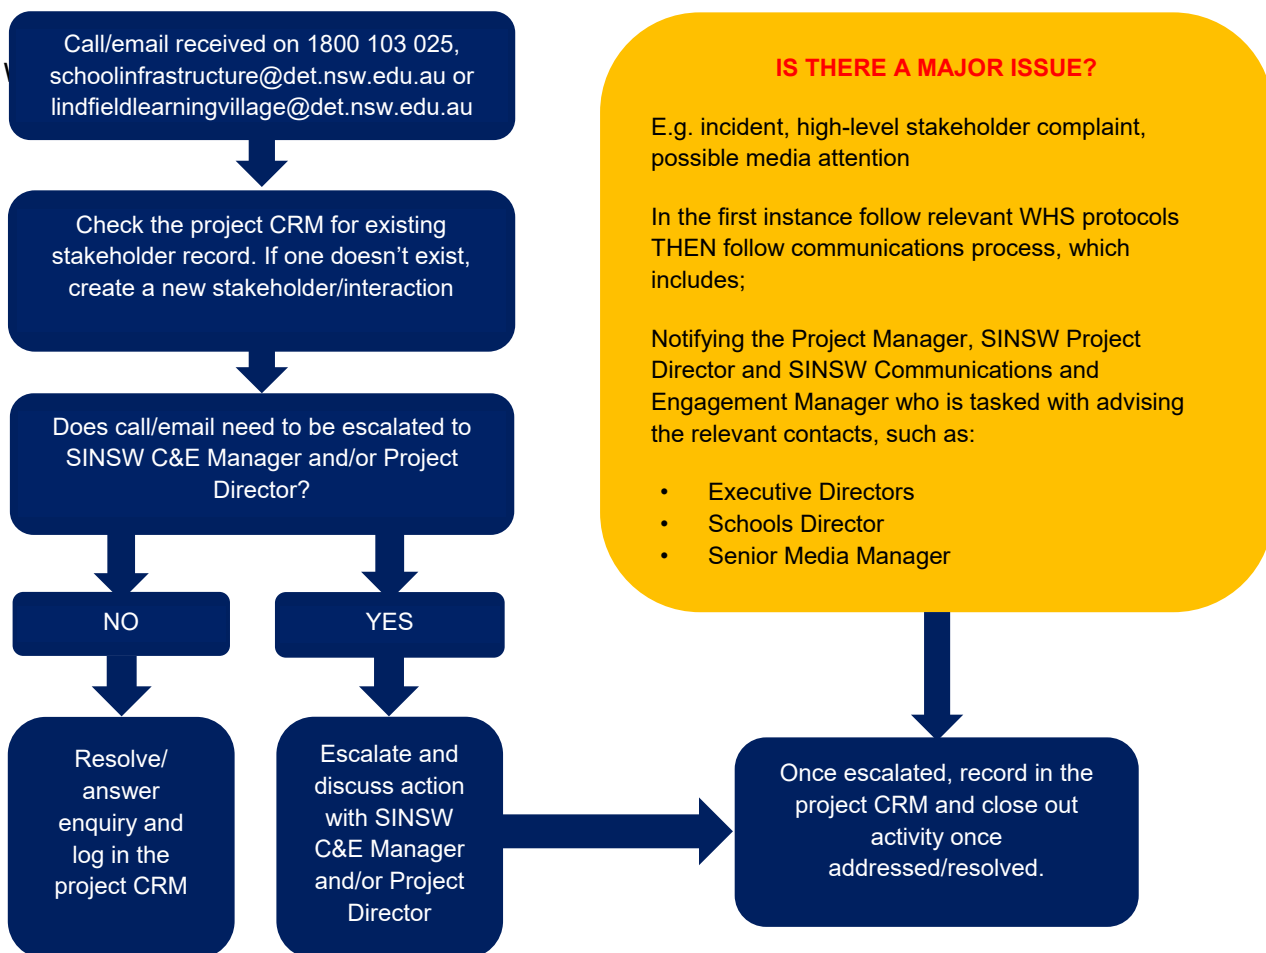 Call/email received on 1800 103 025,
schoolinfrastructure@det.nsw.edu.au or
lindfieldlearningvillage@det.nsw.edu.au
Check the project CRM for existing
stakeholder record. If one doesn’t exist,
create a new stakeholder/interaction
Does call/email need to be escalated to
SINSW C&E Manager and/or Project
Director?
NO
YES
Resolve/
answer
enquiry and
log in the
project CRM
Escalate and
discuss action
with SINSW
C&E Manager
and/or Project
Director
IS THERE A MAJOR ISSUE?
E.g. incident, high-level stakeholder complaint,
possible media attention
In the first instance follow relevant WHS protocols
THEN follow communications process, which
includes;
Notifying the Project Manager, SINSW Project
Director and SINSW Communications and
Engagement Manager who is tasked with advising
the relevant contacts, such as:
• Executive Directors
• Schools Director
• Senior Media Manager
Once escalated, record in the
project CRM and close out
activity once
addressed/resolved.